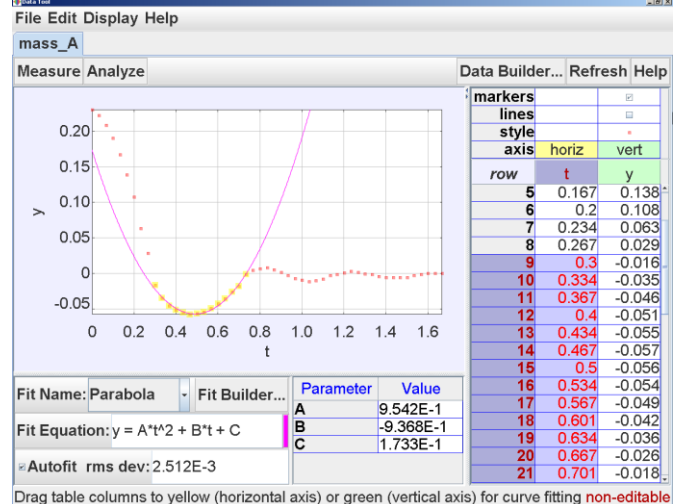 Data Tool
File Edit Display Help
mass_A
Measure Analyze Data Builder... Refresh Help
0.20
0.15
0.10
0.05
0
-0.05
y
0 0.2 0.4 0.6 0.8 1.0 1.2 1.4 1.6
t
markers
lines
style
axis horiz vert
row t y
5 0.167 0.138
6 0.2 0.108
7 0.234 0.063
8 0.267 0.029
9 0.3 -0.016
10 0.334 -0.035
11 0.367 -0.046
12 0.4 -0.051
13 0.434 -0.055
14 0.467 -0.057
15 0.5 -0.056
16 0.534 -0.054
17 0.567 -0.049
18 0.601 -0.042
19 0.634 -0.036
20 0.667 -0.026
21 0.701 -0.018
Fit Name: Parabola Fit Builder...
Fit Equation: y = A*t^2 + B*t + C
Autofit rms dev: 2.512E-3
Parameter Value
A 9.542E-1
B -9.368E-1
C 1.733E-1
Drag table columns to yellow (horizontal axis) or green (vertical axis) for curve fitting non-editable